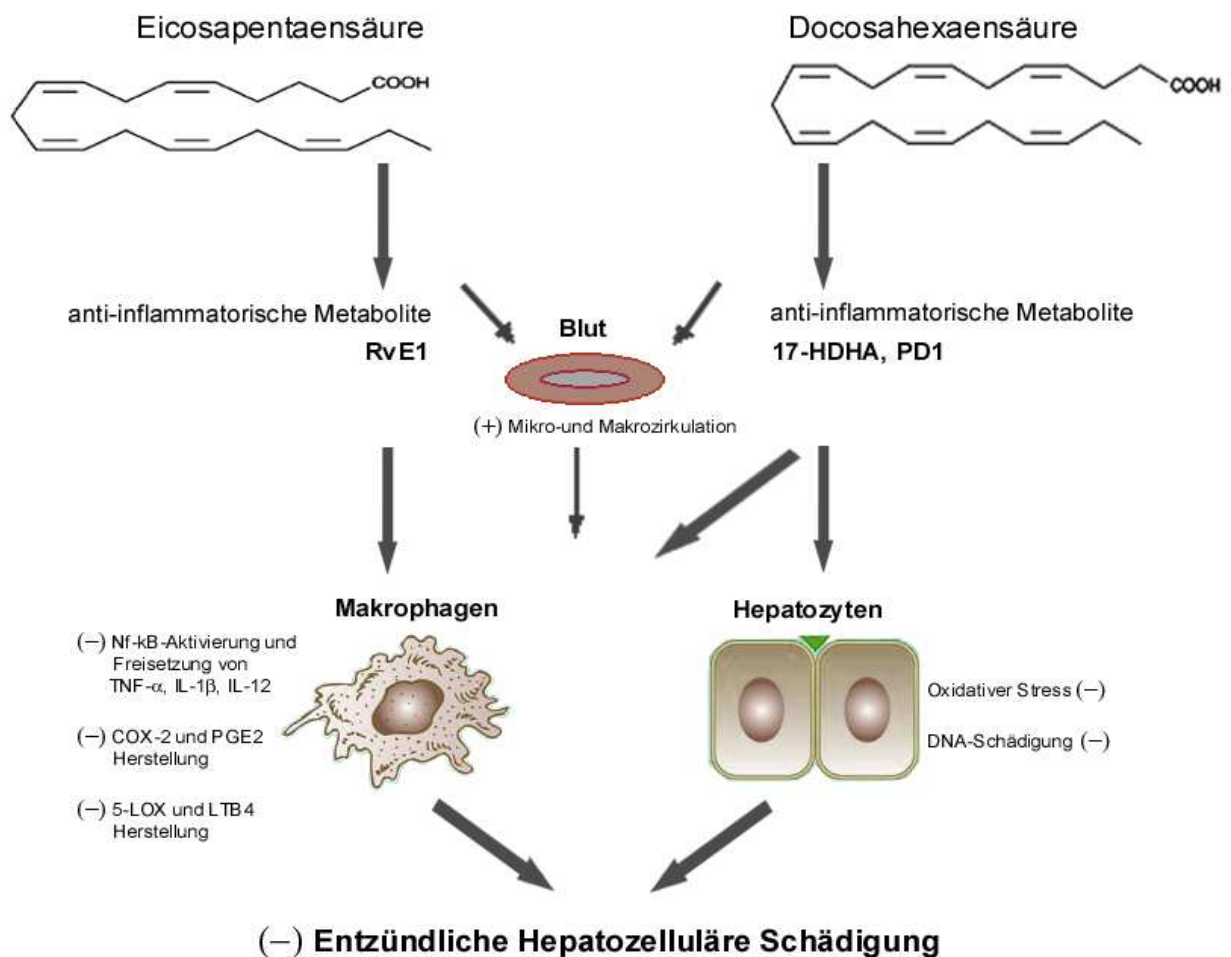 Eicosapentaensäure
Docosahexaensäure
COOH
COOH
anti-inflammatorische Metabolite
RvE1
Blut
anti-inflammatorische Metabolite
17-HDHA, PD1
(+) Mikro-und Makrozirkulation
Makrophagen
(−) Nf-kB-Aktivierung und
Freisetzung von
TNF-α, IL-1β, IL-12
(−) COX-2 und PGE2
Herstellung
(−) 5-LOX und LTB4
Herstellung
Hepatozyten
Oxidativer Stress (−)
DNA-Schädigung (−)
(−) Entzündliche Hepatozelluläre Schädigung